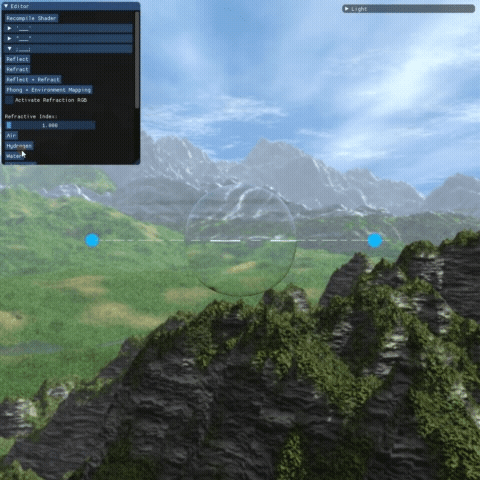 Editor
Light
Recompile Shader
Reflect
Refract
Reflect + Refract
Phong + Environment Mapping
Activate Refraction RGB
Refractive Index:
1.000
Air
Hydrogen
Water